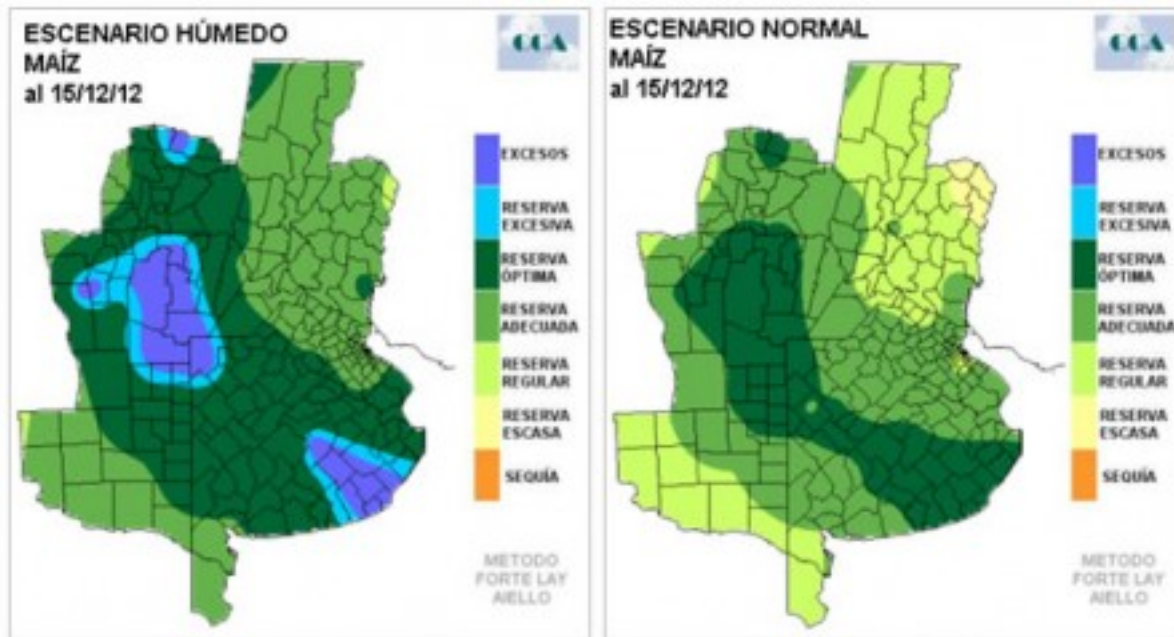 ESCENARIO HÚMEDO
MAÍZ
al 15/12/12
CCA
EXCESOS
RESERVA
EXCESIVA
RESERVA
ÓPTIMA
RESERVA
ADECUADA
RESERVA
REGULAR
RESERVA
ESCASA
SEQUÍA
METODO
FORTE LAY
AIELLO
ESCENARIO NORMAL
MAÍZ
al 15/12/12
CCA
EXCESOS
RESERVA
EXCESIVA
RESERVA
ÓPTIMA
RESERVA
ADECUADA
RESERVA
REGULAR
RESERVA
ESCASA
SEQUÍA
METODO
FORTE LAY
AIELLO